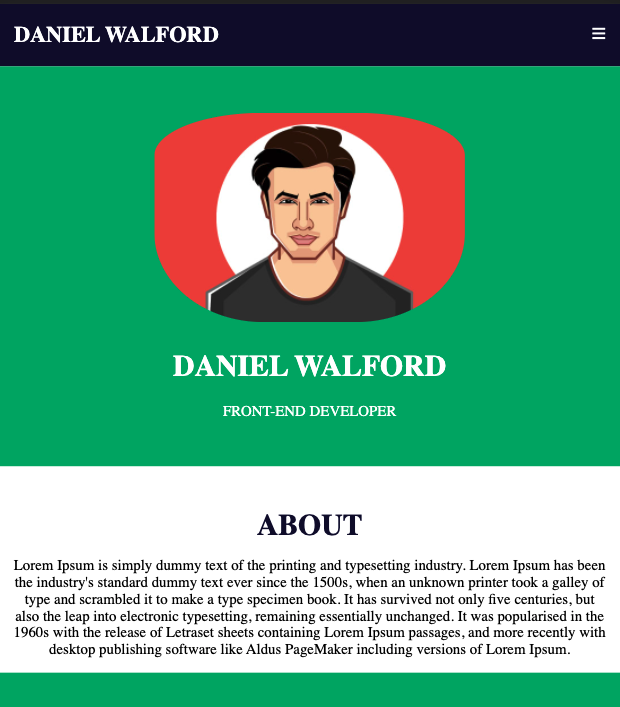 DANIEL WALFORD
DANIEL WALFORD
FRONT-END DEVELOPER
ABOUT
Lorem Ipsum is simply dummy text of the printing and typesetting industry. Lorem Ipsum has been
the industry's standard dummy text ever since the 1500s, when an unknown printer took a galley of
type and scrambled it to make a type specimen book. It has survived not only five centuries, but
also the leap into electronic typesetting, remaining essentially unchanged. It was popularised in the
1960s with the release of Letraset sheets containing Lorem Ipsum passages, and more recently with
desktop publishing software like Aldus PageMaker including versions of Lorem Ipsum.